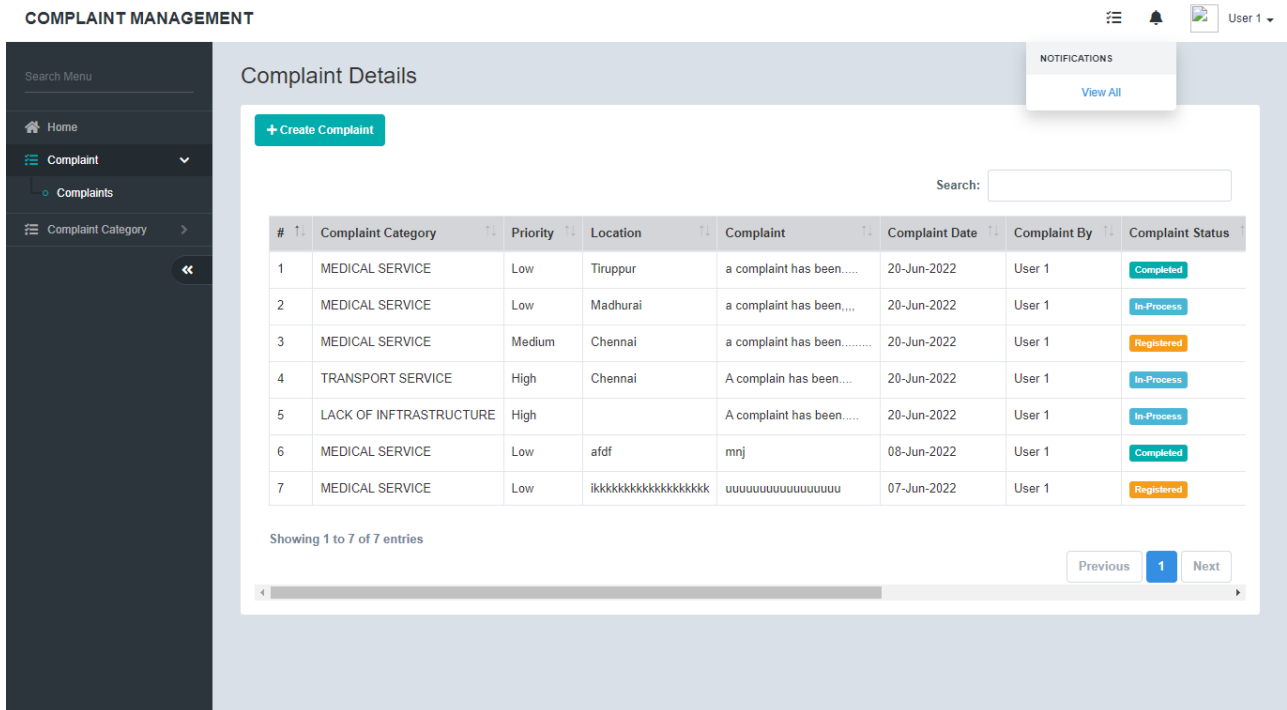 COMPLAINT MANAGEMENT
User 1
Search Menu
Home
Complaint
Complaints
Complaint Category
NOTIFICATIONS
View All
Complaint Details
+ Create Complaint
Search:
# Complaint Category Priority Location Complaint Complaint Date Complaint By Complaint Status
1 MEDICAL SERVICE Low Tiruppur a complaint has been..... 20-Jun-2022 User 1 Completed
2 MEDICAL SERVICE Low Madhurai a complaint has been,,,, 20-Jun-2022 User 1 In-Process
3 MEDICAL SERVICE Medium Chennai a complaint has been......... 20-Jun-2022 User 1 Registered
4 TRANSPORT SERVICE High Chennai A complain has been.... 20-Jun-2022 User 1 In-Process
5 LACK OF INFTRASTRUCTURE High A complaint has been..... 20-Jun-2022 User 1 In-Process
6 MEDICAL SERVICE Low afdf mnj 08-Jun-2022 User 1 Completed
7 MEDICAL SERVICE Low ikkkkkkkkkkkkkkkkkkk uuuuuuuuuuuuuuuuu 07-Jun-2022 User 1 Registered
Showing 1 to 7 of 7 entries
Previous 1 Next